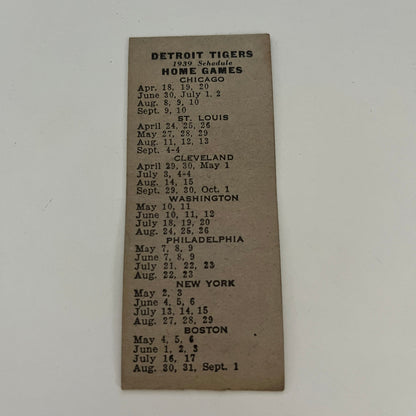 DETROIT TIGERS
1939 Schedule
HOME GAMES
CHICAGO
Apr. 18, 19, 20
June 30, July 1, 2
Aug. 8, 9, 10
Sept. 9, 10
ST. LOUIS
April 24, 25, 26
May 27, 28, 29
Aug. 11, 12, 13
Sept. 4-4
CLEVELAND
April 29, 30, May 1
July 3, 4-4
Aug. 14, 15
Sept. 29, 30, Oct. 1
WASHINGTON
May 10, 11
June 10, 11, 12
July 18, 19, 20
Aug. 24, 25, 26
PHILADELPHIA
May 7, 8, 9
June 7, 8, 9
July 21, 22, 23
Aug. 22, 23
NEW YORK
May 2, 3
June 4, 5, 6
July 13, 14, 15
Aug. 27, 28, 29
BOSTON
May 4, 5, 6
June 1, 2, 3
July 16, 17
Aug. 30, 31, Sept. 1